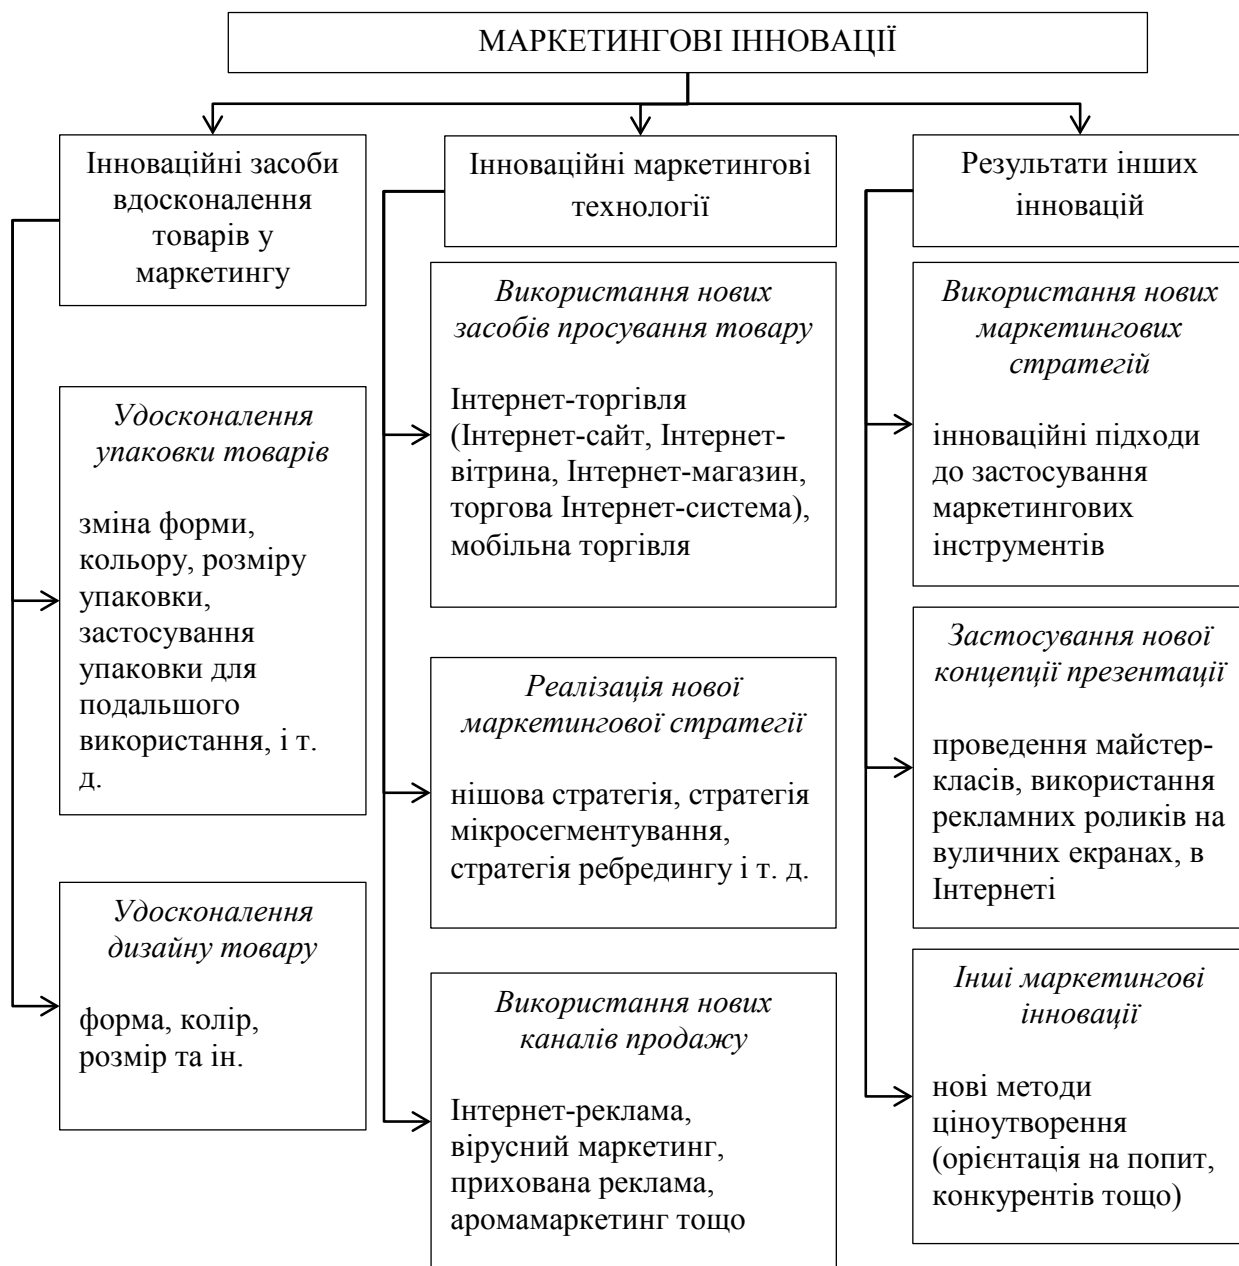 МАРКЕТИНГОВІ ІННОВАЦІЇ
Інноваційні засоби
вдосконалення
товарів у
маркетингу
Удосконалення
упаковки товарів
зміна форми,
кольору, розміру
упаковки,
застосування
упаковки для
подальшого
використання, і т.
д.
Удосконалення
дизайну товару
форма, колір,
розмір та ін.
Інноваційні маркетингові
технології
Використання нових
засобів просування товару
Інтернет-торгівля
(Інтернет-сайт, Інтернет-
вітрина, Інтернет-магазин,
торгова Інтернет-система),
мобільна торгівля
Реалізація нової
маркетингової стратегії
нішова стратегія, стратегія
мікросегментування,
стратегія ребредингу і т. д.
Використання нових
каналів продажу
Інтернет-реклама,
вірусний маркетинг,
прихована реклама,
аромамаркетинг тощо
Результати інших
інновацій
Використання нових
маркетингових
стратегій
інноваційні підходи
до застосування
маркетингових
інструментів
Застосування нової
концепції презентації
проведення майстер-
класів, використання
рекламних роликів на
вуличних екранах, в
Інтернеті
Інші маркетингові
інновації
нові методи
ціноутворення
(орієнтація на попит,
конкурентів тощо)